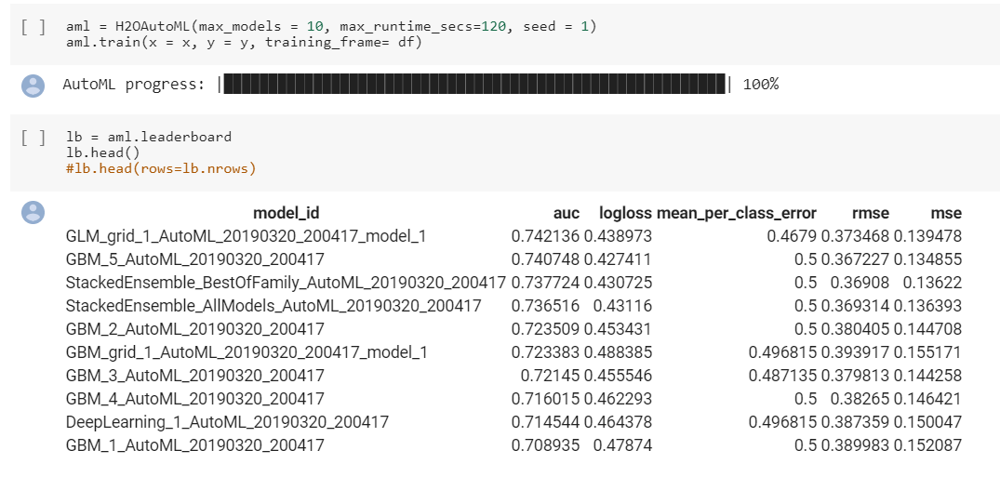 [ ] aml = H2OAutoML(max_models = 10, max_runtime_secs=120, seed = 1)
aml.train(x = x, y = y, training_frame= df)
AutoML progress: |████████████████████████████████████████████████████████| 100%
[ ] lb = aml.leaderboard
lb.head()
#lb.head(rows=lb.nrows)
model_id auc logloss mean_per_class_error rmse mse
GLM_grid_1_AutoML_20190320_200417_model_1 0.742136 0.438973 0.4679 0.373468 0.139478
GBM_5_AutoML_20190320_200417 0.740748 0.427411 0.5 0.367227 0.134855
StackedEnsemble_BestOfFamily_AutoML_20190320_200417 0.737724 0.430725 0.5 0.36908 0.13622
StackedEnsemble_AllModels_AutoML_20190320_200417 0.736516 0.43116 0.5 0.369314 0.136393
GBM_2_AutoML_20190320_200417 0.723509 0.453431 0.5 0.380405 0.144708
GBM_grid_1_AutoML_20190320_200417_model_1 0.723383 0.488385 0.496815 0.393917 0.155171
GBM_3_AutoML_20190320_200417 0.72145 0.455546 0.487135 0.379813 0.144258
GBM_4_AutoML_20190320_200417 0.716015 0.462293 0.5 0.38265 0.146421
DeepLearning_1_AutoML_20190320_200417 0.714544 0.464378 0.496815 0.387359 0.150047
GBM_1_AutoML_20190320_200417 0.708935 0.47874 0.5 0.389983 0.152087